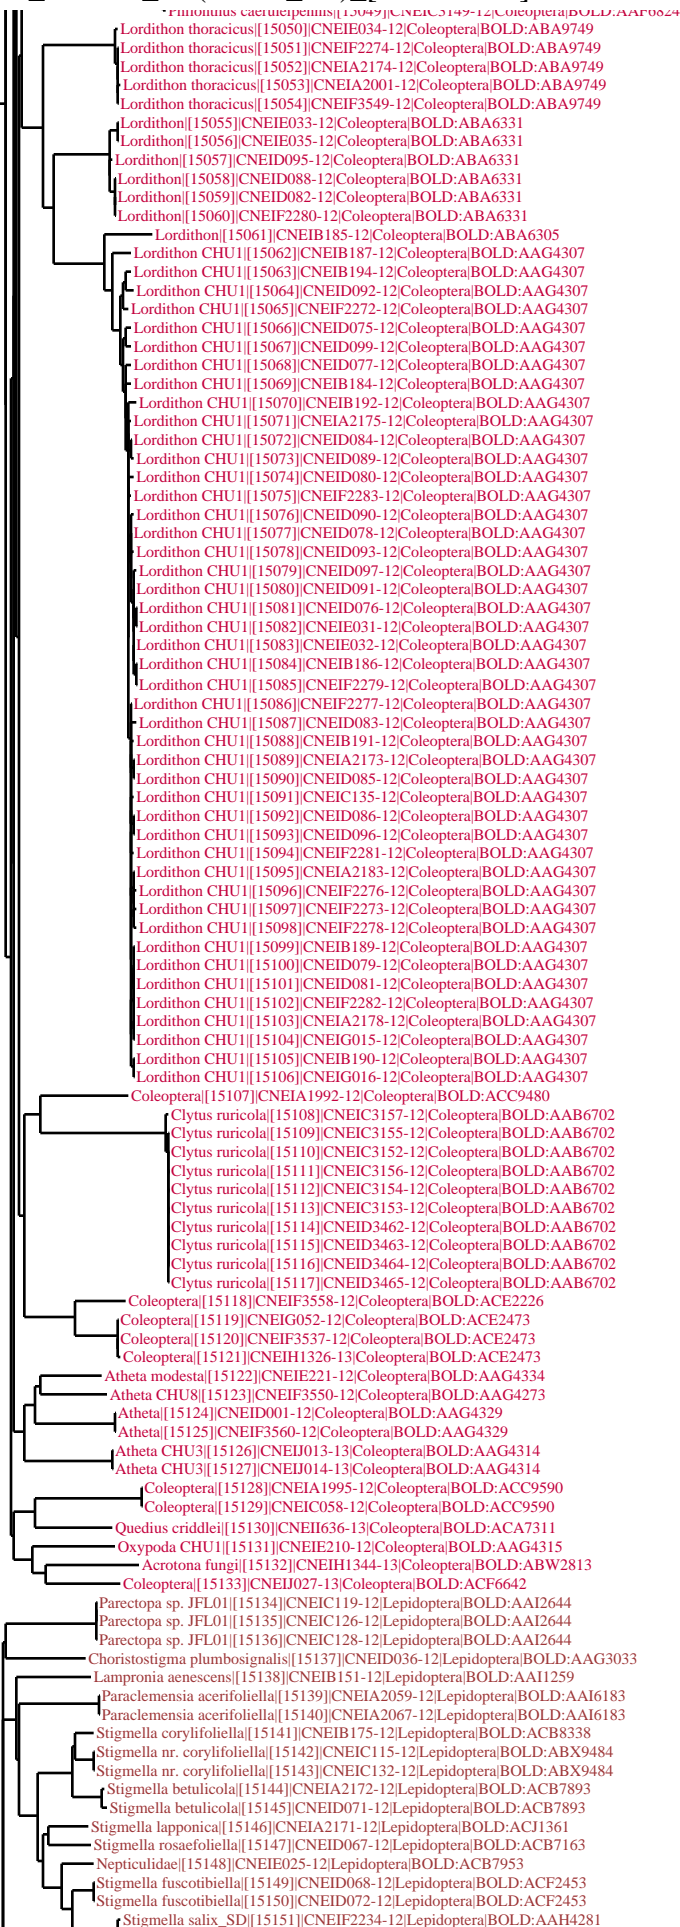 Philonthus caeruleipennis|[15049]|CNEIC3149-12|Coleoptera|BOLD:AAF6824
Lordithon thoracicus|[15050]|CNEIE034-12|Coleoptera|BOLD:ABA9749
Lordithon thoracicus|[15051]|CNEIF2274-12|Coleoptera|BOLD:ABA9749
Lordithon thoracicus|[15052]|CNEIA2174-12|Coleoptera|BOLD:ABA9749
Lordithon thoracicus|[15053]|CNEIA2001-12|Coleoptera|BOLD:ABA9749
Lordithon thoracicus|[15054]|CNEIF3549-12|Coleoptera|BOLD:ABA9749
Lordithon|[15055]|CNEIE033-12|Coleoptera|BOLD:ABA6331
Lordithon|[15056]|CNEIE035-12|Coleoptera|BOLD:ABA6331
Lordithon|[15057]|CNEID095-12|Coleoptera|BOLD:ABA6331
Lordithon|[15058]|CNEID088-12|Coleoptera|BOLD:ABA6331
Lordithon|[15059]|CNEID082-12|Coleoptera|BOLD:ABA6331
Lordithon|[15060]|CNEIF2280-12|Coleoptera|BOLD:ABA6331
Lordithon|[15061]|CNEIB185-12|Coleoptera|BOLD:ABA6305
Lordithon CHU1|[15062]|CNEIB187-12|Coleoptera|BOLD:AAG4307
Lordithon CHU1|[15063]|CNEIB194-12|Coleoptera|BOLD:AAG4307
Lordithon CHU1|[15064]|CNEID092-12|Coleoptera|BOLD:AAG4307
Lordithon CHU1|[15065]|CNEIF2272-12|Coleoptera|BOLD:AAG4307
Lordithon CHU1|[15066]|CNEID075-12|Coleoptera|BOLD:AAG4307
Lordithon CHU1|[15067]|CNEID099-12|Coleoptera|BOLD:AAG4307
Lordithon CHU1|[15068]|CNEID077-12|Coleoptera|BOLD:AAG4307
Lordithon CHU1|[15069]|CNEIB184-12|Coleoptera|BOLD:AAG4307
Lordithon CHU1|[15070]|CNEIB192-12|Coleoptera|BOLD:AAG4307
Lordithon CHU1|[15071]|CNEIA2175-12|Coleoptera|BOLD:AAG4307
Lordithon CHU1|[15072]|CNEID084-12|Coleoptera|BOLD:AAG4307
Lordithon CHU1|[15073]|CNEID089-12|Coleoptera|BOLD:AAG4307
Lordithon CHU1|[15074]|CNEID080-12|Coleoptera|BOLD:AAG4307
Lordithon CHU1|[15075]|CNEIF2283-12|Coleoptera|BOLD:AAG4307
Lordithon CHU1|[15076]|CNEID090-12|Coleoptera|BOLD:AAG4307
Lordithon CHU1|[15077]|CNEID078-12|Coleoptera|BOLD:AAG4307
Lordithon CHU1|[15078]|CNEID093-12|Coleoptera|BOLD:AAG4307
Lordithon CHU1|[15079]|CNEID097-12|Coleoptera|BOLD:AAG4307
Lordithon CHU1|[15080]|CNEID091-12|Coleoptera|BOLD:AAG4307
Lordithon CHU1|[15081]|CNEID076-12|Coleoptera|BOLD:AAG4307
Lordithon CHU1|[15082]|CNEIE031-12|Coleoptera|BOLD:AAG4307
Lordithon CHU1|[15083]|CNEIE032-12|Coleoptera|BOLD:AAG4307
Lordithon CHU1|[15084]|CNEIB186-12|Coleoptera|BOLD:AAG4307
Lordithon CHU1|[15085]|CNEIF2279-12|Coleoptera|BOLD:AAG4307
Lordithon CHU1|[15086]|CNEIF2277-12|Coleoptera|BOLD:AAG4307
Lordithon CHU1|[15087]|CNEID083-12|Coleoptera|BOLD:AAG4307
Lordithon CHU1|[15088]|CNEIB191-12|Coleoptera|BOLD:AAG4307
Lordithon CHU1|[15089]|CNEIA2173-12|Coleoptera|BOLD:AAG4307
Lordithon CHU1|[15090]|CNEID085-12|Coleoptera|BOLD:AAG4307
Lordithon CHU1|[15091]|CNEIC135-12|Coleoptera|BOLD:AAG4307
Lordithon CHU1|[15092]|CNEID086-12|Coleoptera|BOLD:AAG4307
Lordithon CHU1|[15093]|CNEID096-12|Coleoptera|BOLD:AAG4307
Lordithon CHU1|[15094]|CNEIF2281-12|Coleoptera|BOLD:AAG4307
Lordithon CHU1|[15095]|CNEIA2183-12|Coleoptera|BOLD:AAG4307
Lordithon CHU1|[15096]|CNEIF2276-12|Coleoptera|BOLD:AAG4307
Lordithon CHU1|[15097]|CNEIF2273-12|Coleoptera|BOLD:AAG4307
Lordithon CHU1|[15098]|CNEIF2278-12|Coleoptera|BOLD:AAG4307
Lordithon CHU1|[15099]|CNEIB189-12|Coleoptera|BOLD:AAG4307
Lordithon CHU1|[15100]|CNEID079-12|Coleoptera|BOLD:AAG4307
Lordithon CHU1|[15101]|CNEID081-12|Coleoptera|BOLD:AAG4307
Lordithon CHU1|[15102]|CNEIF2282-12|Coleoptera|BOLD:AAG4307
Lordithon CHU1|[15103]|CNEIA2178-12|Coleoptera|BOLD:AAG4307
Lordithon CHU1|[15104]|CNEIG015-12|Coleoptera|BOLD:AAG4307
Lordithon CHU1|[15105]|CNEIB190-12|Coleoptera|BOLD:AAG4307
Lordithon CHU1|[15106]|CNEIG016-12|Coleoptera|BOLD:AAG4307
Coleoptera|[15107]|CNEIA1992-12|Coleoptera|BOLD:ACC9480
Clytus ruricola|[15108]|CNEIC3157-12|Coleoptera|BOLD:AAB6702
Clytus ruricola|[15109]|CNEIC3155-12|Coleoptera|BOLD:AAB6702
Clytus ruricola|[15110]|CNEIC3152-12|Coleoptera|BOLD:AAB6702
Clytus ruricola|[15111]|CNEIC3156-12|Coleoptera|BOLD:AAB6702
Clytus ruricola|[15112]|CNEIC3154-12|Coleoptera|BOLD:AAB6702
Clytus ruricola|[15113]|CNEIC3153-12|Coleoptera|BOLD:AAB6702
Clytus ruricola|[15114]|CNEID3462-12|Coleoptera|BOLD:AAB6702
Clytus ruricola|[15115]|CNEID3463-12|Coleoptera|BOLD:AAB6702
Clytus ruricola|[15116]|CNEID3464-12|Coleoptera|BOLD:AAB6702
Clytus ruricola|[15117]|CNEID3465-12|Coleoptera|BOLD:AAB6702
Coleoptera|[15118]|CNEIF3558-12|Coleoptera|BOLD:ACE2226
Coleoptera|[15119]|CNEIG052-12|Coleoptera|BOLD:ACE2473
Coleoptera|[15120]|CNEIF3537-12|Coleoptera|BOLD:ACE2473
Coleoptera|[15121]|CNEIH1326-13|Coleoptera|BOLD:ACE2473
Atheta modesta|[15122]|CNEIE221-12|Coleoptera|BOLD:AAG4334
Atheta CHU8|[15123]|CNEIF3550-12|Coleoptera|BOLD:AAG4273
Atheta|[15124]|CNEID001-12|Coleoptera|BOLD:AAG4329
Atheta|[15125]|CNEIF3560-12|Coleoptera|BOLD:AAG4329
Atheta CHU3|[15126]|CNEIJ013-13|Coleoptera|BOLD:AAG4314
Atheta CHU3|[15127]|CNEIJ014-13|Coleoptera|BOLD:AAG4314
Coleoptera|[15128]|CNEIA1995-12|Coleoptera|BOLD:ACC9590
Coleoptera|[15129]|CNEIC058-12|Coleoptera|BOLD:ACC9590
Quedius criddlei|[15130]|CNEII636-13|Coleoptera|BOLD:ACA7311
Oxypoda CHU1|[15131]|CNEIE210-12|Coleoptera|BOLD:AAG4315
Acrotona fungi|[15132]|CNEIH1344-13|Coleoptera|BOLD:ABW2813
Coleoptera|[15133]|CNEIJ027-13|Coleoptera|BOLD:ACF6642
Parectopa sp. JFL01|[15134]|CNEIC119-12|Lepidoptera|BOLD:AAI2644
Parectopa sp. JFL01|[15135]|CNEIC126-12|Lepidoptera|BOLD:AAI2644
Parectopa sp. JFL01|[15136]|CNEIC128-12|Lepidoptera|BOLD:AAI2644
Choristostigma plumbosignalis|[15137]|CNEID036-12|Lepidoptera|BOLD:AAG3033
Lampronia aenescens|[15138]|CNEIB151-12|Lepidoptera|BOLD:AAI1259
Paraclemensia acerifoliella|[15139]|CNEIA2059-12|Lepidoptera|BOLD:AAI6183
Paraclemensia acerifoliella|[15140]|CNEIA2067-12|Lepidoptera|BOLD:AAI6183
Stigmella corylifoliella|[15141]|CNEIB175-12|Lepidoptera|BOLD:ACB8338
Stigmella nr. corylifoliella|[15142]|CNEIC115-12|Lepidoptera|BOLD:ABX9484
Stigmella nr. corylifoliella|[15143]|CNEIC132-12|Lepidoptera|BOLD:ABX9484
Stigmella betulicola|[15144]|CNEIA2172-12|Lepidoptera|BOLD:ACB7893
Stigmella betulicola|[15145]|CNEID071-12|Lepidoptera|BOLD:ACB7893
Stigmella lapponica|[15146]|CNEIA2171-12|Lepidoptera|BOLD:ACJ1361
Stigmella rosaefoliella|[15147]|CNEID067-12|Lepidoptera|BOLD:ACB7163
Nepticulidae|[15148]|CNEIE025-12|Lepidoptera|BOLD:ACB7953
Stigmella fuscotibiella|[15149]|CNEID068-12|Lepidoptera|BOLD:ACF2453
Stigmella fuscotibiella|[15150]|CNEID072-12|Lepidoptera|BOLD:ACF2453
Stigmella salix_SD|[15151]|CNEIF2234-12|Lepidoptera|BOLD:AAH4281